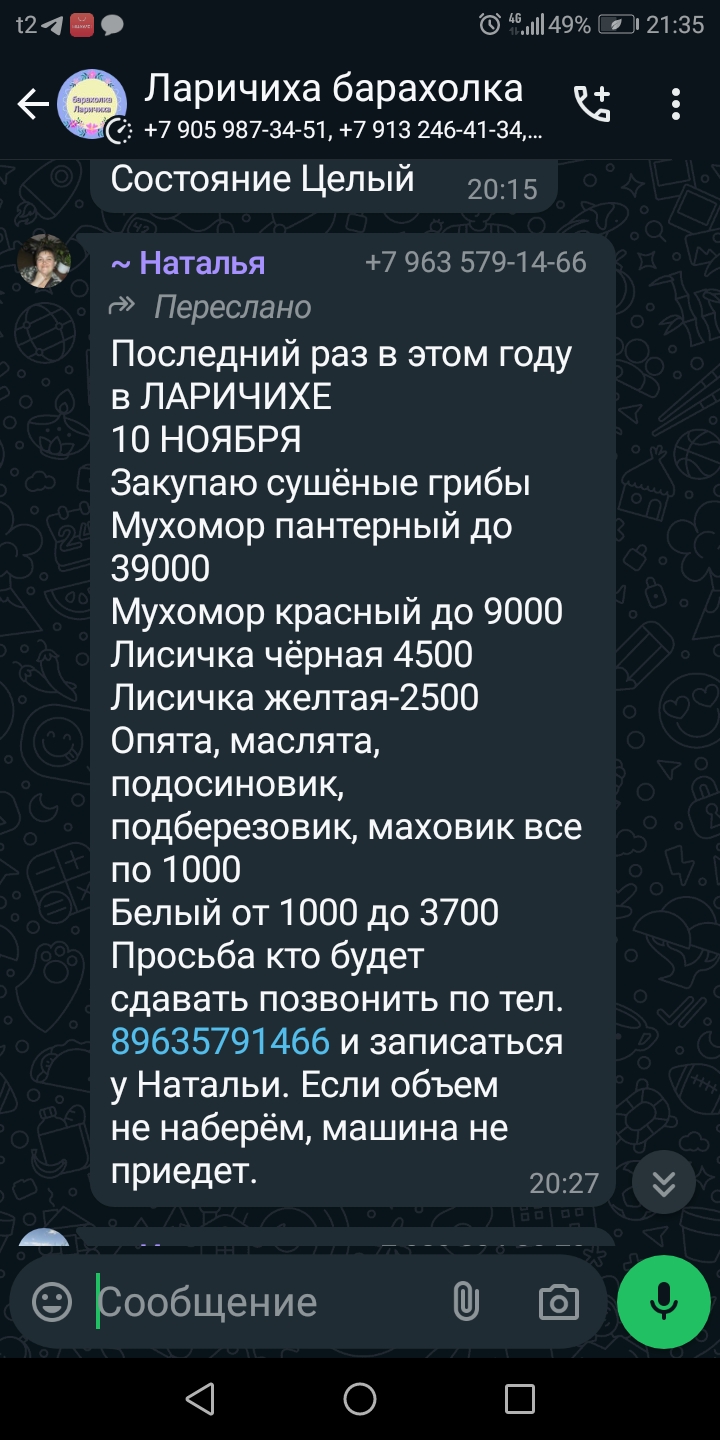 t2 4G 49% 21:35
Ларичиха барахолка
+7 905 987-34-51, +7 913 246-41-34,...
барахолка
Ларичиха
Состояние Целый 20:15
~ Наталья +7 963 579-14-66
Переслано
Последний раз в этом году
в ЛАРИЧИХЕ
10 НОЯБРЯ
Закупаю сушёные грибы
Мухомор пантерный до
39000
Мухомор красный до 9000
Лисичка чёрная 4500
Лисичка желтая-2500
Опята, маслята,
подосиновик,
подберезовик, маховик все
по 1000
Белый от 1000 до 3700
Просьба кто будет
сдавать позвонить по тел.
89635791466 и записаться
у Натальи. Если объем
не наберём, машина не
приедет. 20:27
Сообщение